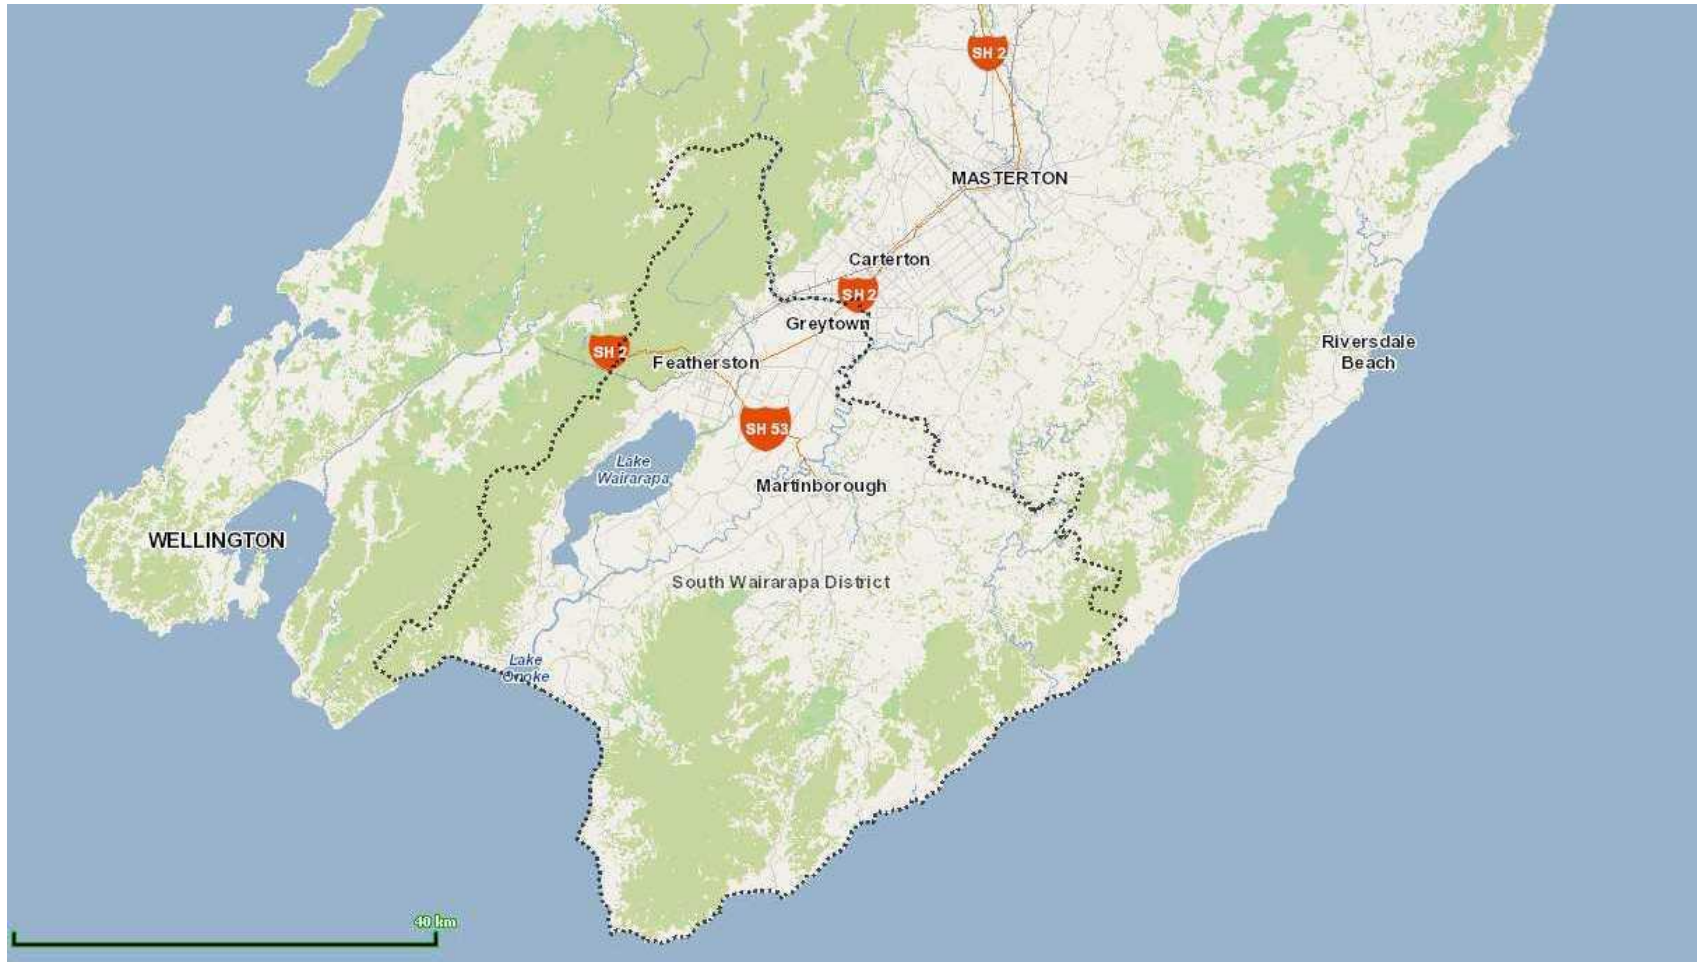 SH 2
MASTERTON
Carterton
SH 2
Greytown
SH 2
Featherston
Riversdale
Beach
SH 53
Lake
Wairarapa
Martinborough
WELLINGTON
South Wairarapa District
Lake
Onoke
40 km